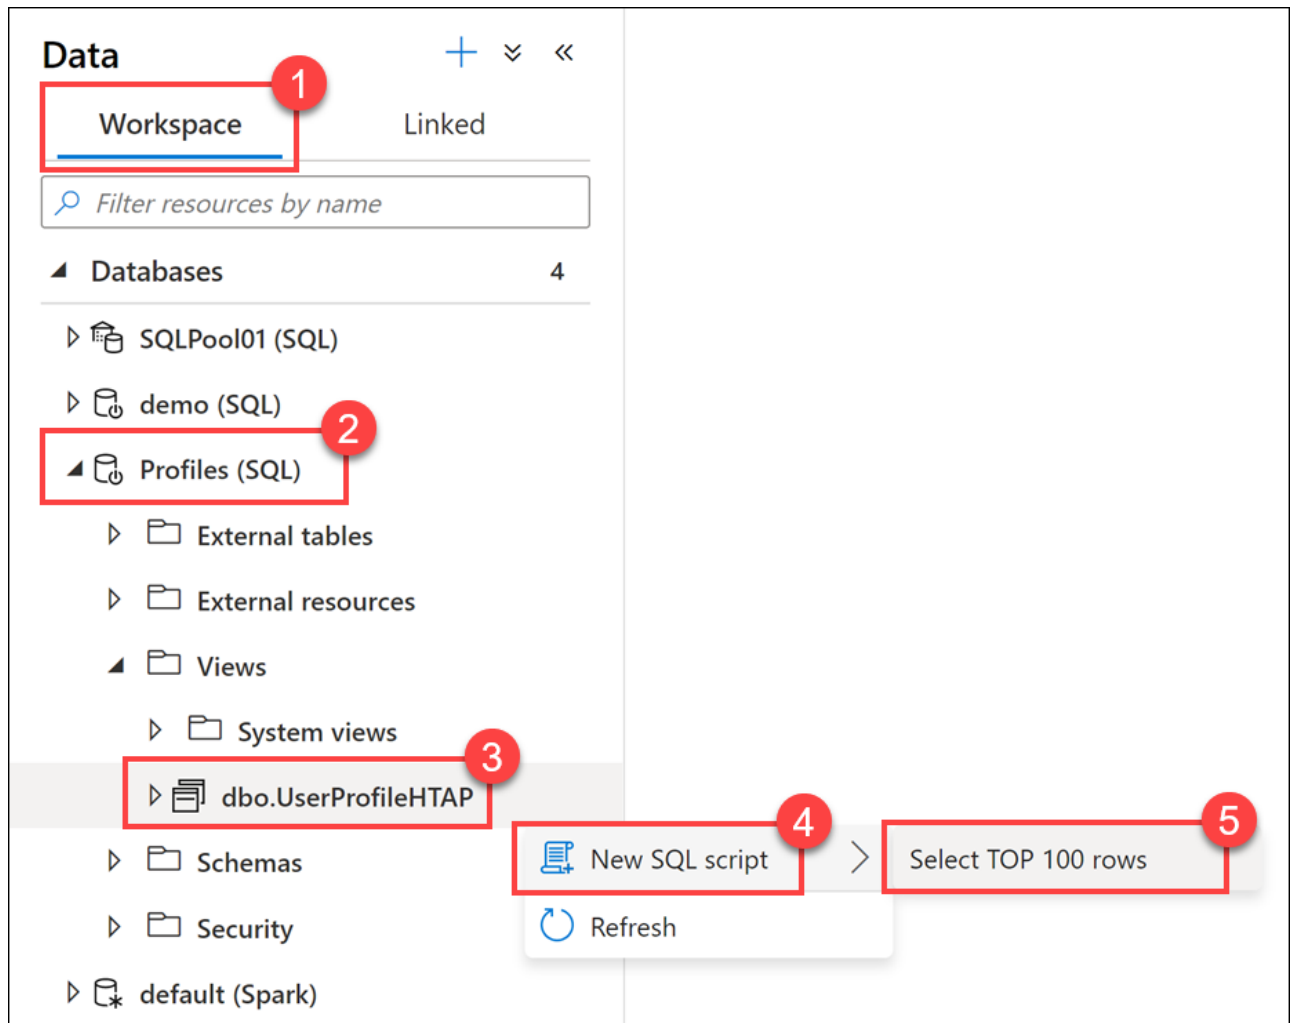 Data
1
Workspace
Linked
Filter resources by name
Databases 4
SQLPool01 (SQL)
demo (SQL)
2
Profiles (SQL)
External tables
External resources
Views
System views
3
dbo.UserProfileHTAP
4
5
New SQL script
Select TOP 100 rows
Schemas
Refresh
Security
default (Spark)